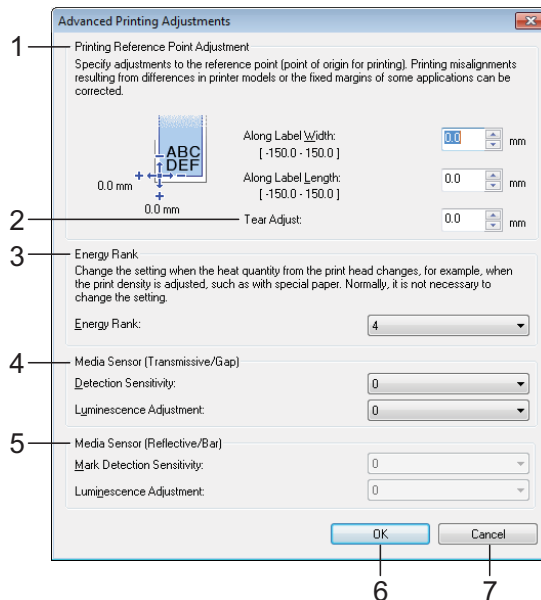 Advanced Printing Adjustments
1
Printing Reference Point Adjustment
Specify adjustments to the reference point (point of origin for printing). Printing misalignments
resulting from differences in printer models or the fixed margins of some applications can be
corrected.
ABC
DEF
0.0 mm
0.0 mm
Along Label Width:
[ -150.0 - 150.0 ]
0.0 mm
Along Label Length:
[ -150.0 - 150.0 ]
0.0 mm
2
Tear Adjust:
0.0 mm
3
Energy Rank
Change the setting when the heat quantity from the print head changes, for example, when
the print density is adjusted, such as with special paper. Normally, it is not necessary to
change the setting.
Energy Rank:
4
4
Media Sensor (Transmissive/Gap)
Detection Sensitivity:
0
Luminescence Adjustment:
0
5
Media Sensor (Reflective/Bar)
Mark Detection Sensitivity:
0
Luminescence Adjustment:
0
OK
Cancel
6
7